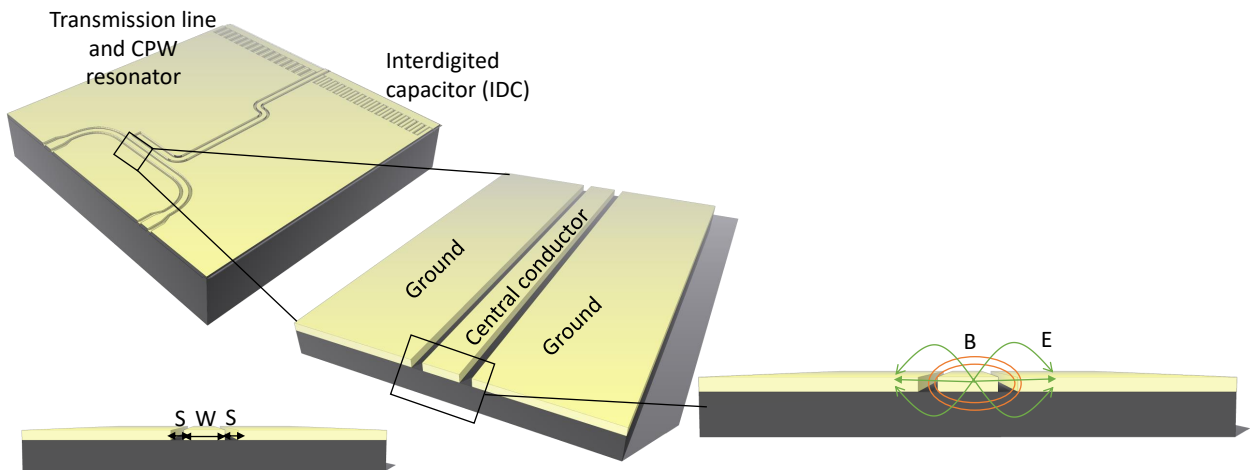 Transmission line
and CPW
resonator
Interdigited
capacitor (IDC)
Ground
Central conductor
Ground
B
E
S
W
S